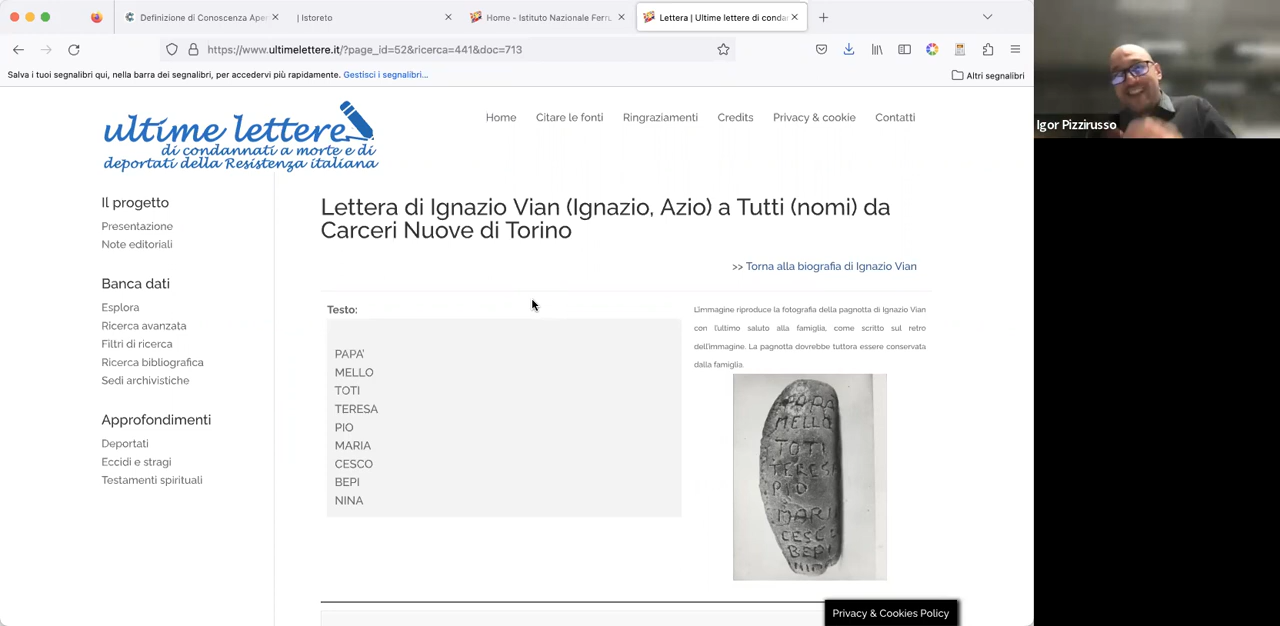 Definizione di Conoscenza Aper
| Istoreto
Home - Istituto Nazionale Ferru
Lettera | Ultime lettere di conda
https://www.ultimelettere.it/?page_id=52&ricerca=441&doc=713
Salva i tuoi segnalibri qui, nella barra dei segnalibri, per accedervi più rapidamente. Gestisci i segnalibri...
Altri segnalibri
ultime lettere
di condannati a morte e di
deportati della Resistenza italiana
Home
Citare le fonti
Ringraziamenti
Credits
Privacy & cookie
Contatti
Il progetto
Presentazione
Note editoriali
Banca dati
Esplora
Ricerca avanzata
Filtri di ricerca
Ricerca bibliografica
Sedi archivistiche
Approfondimenti
Deportati
Eccidi e stragi
Testamenti spirituali
Lettera di Ignazio Vian (Ignazio, Azio) a Tutti (nomi) da
Carceri Nuove di Torino
>> Torna alla biografia di Ignazio Vian
Testo:
PAPA'
MELLO
TOTI
TERESA
PIO
MARIA
CESCO
BEPI
NINA
L'immagine riproduce la fotografia della pagnotta di Ignazio Vian
con l'ultimo saluto alla famiglia, come scritto sul retro
dell'immagine. La pagnotta dovrebbe tuttora essere conservata
dalla famiglia.
PAPA
MELLO
TOTI
TERES
PIO
MARI
CESC
BEPI
Privacy & Cookies Policy
Igor Pizzirusso